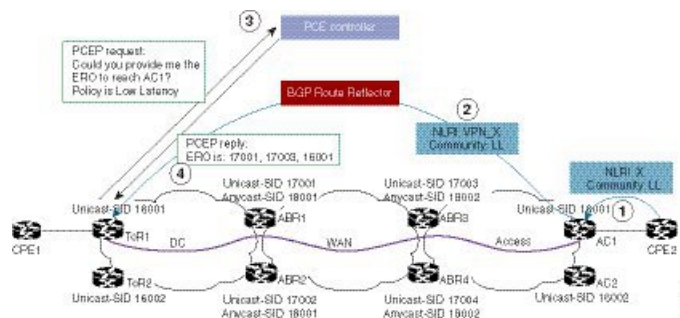 3
PCE controller
PCEP request:
Could you provide me the
ERO to reach AC1?
Policy is Low Latency
BGP Route Reflector
2
NLRI VPN_X
Community: LL
PCEP reply:
ERO is: 17001, 17003, 16001
4
NLRI X
Community LL
1
Unicast-SID 17001
Anycast-SID 18001
Unicast-SID 17003
Anycast-SID 18002
Unicast-SID 16001
Unicast-SID 16001
CPE1
ToR1
ABR1
ABR3
AC1
CPE2
DC
WAN
Access
ToR2
ABR2
ABR4
AC2
Unicast-SID 16002
Unicast-SID 17002
Anycast-SID 18001
Unicast-SID 17004
Anycast-SID 18002
Unicast-SID 16002